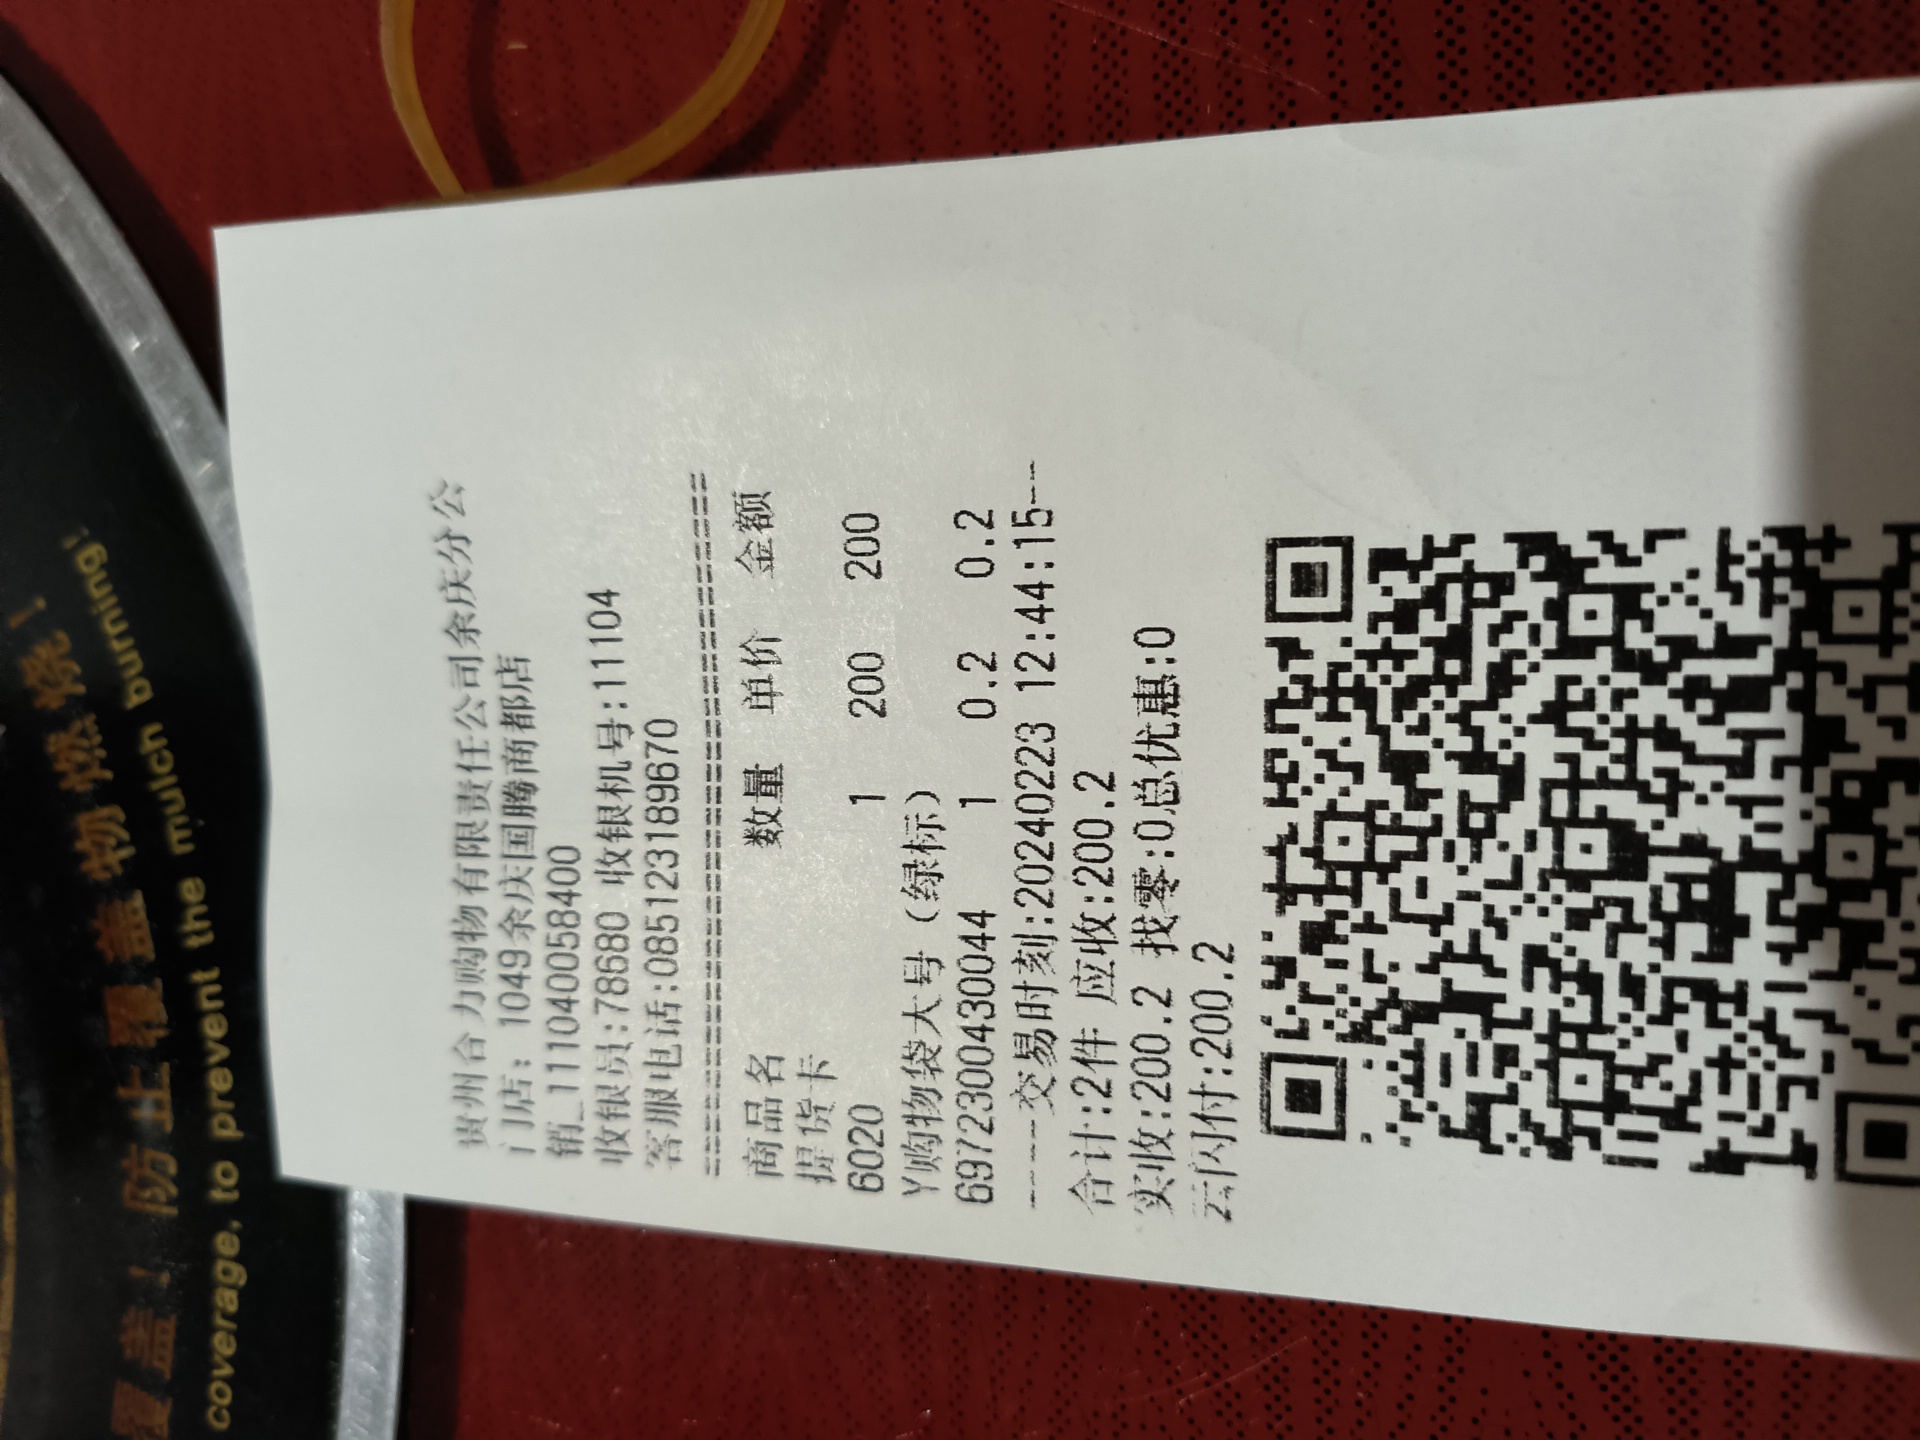 贵州合力购物有限责任公司余庆分公
门店: 1049余庆国腾商都店
销_111040058400
收银员:78680 收银机号:11104
客服电话:085123189670
================================
商品名 数量 单价 金额
提货卡
6020 1 200 200
Y购物袋大号（绿标）
6972300430044 1 0.2 0.2
-----交易时刻:20240223 12:44:15--
合计:2件 应收:200.2
实收:200.2 找零:0总优惠:0
云闪付:200.2
覆盖！防止覆盖物燃烧！
coverage, to prevent the mulch burning!